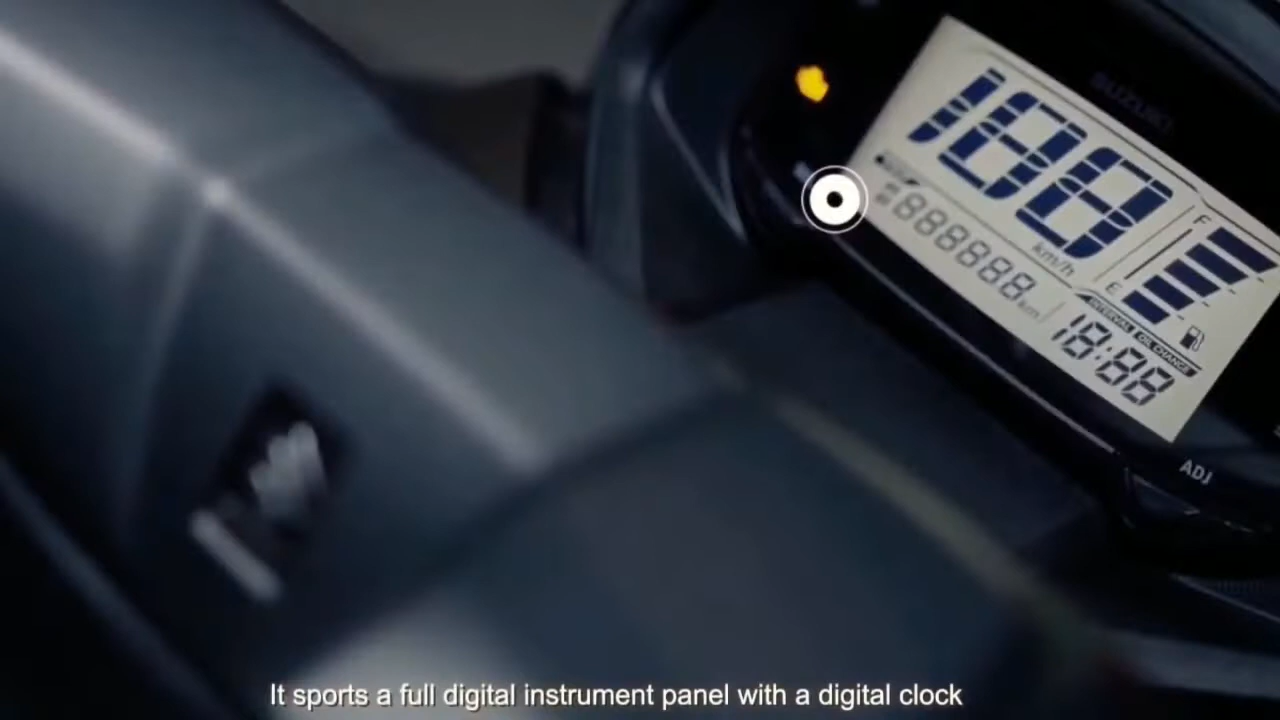 SUZUKI
188
km/h
F
E
888888 km
INTERVAL OIL CHANGE
18:88
ADJ
It sports a full digital instrument panel with a digital clock